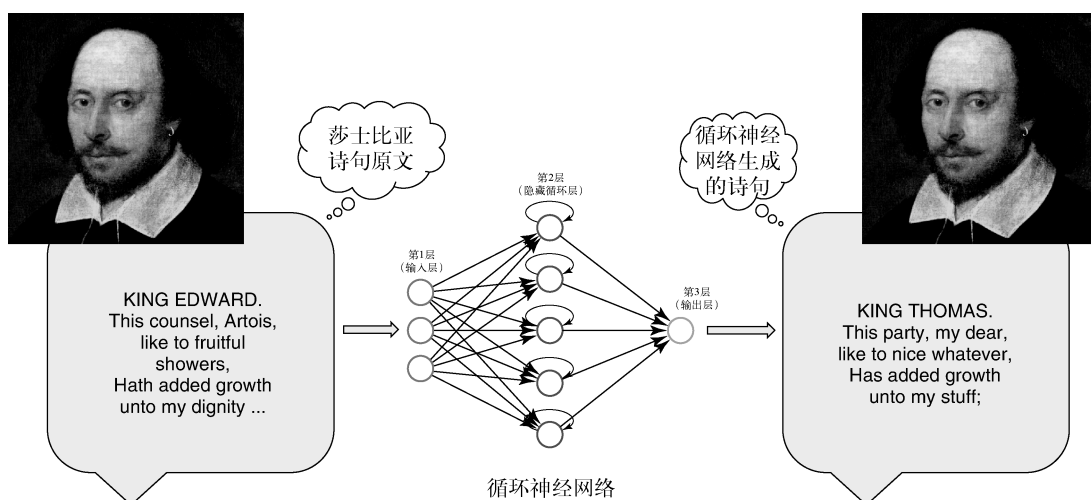 莎士比亚
诗句原文
KING EDWARD.
This counsel, Artois,
like to fruitful
showers,
Hath added growth
unto my dignity ...
第1层
（输入层）
第2层
（隐藏循环层）
第3层
（输出层）
循环神经网络
循环神经
网络生成
的诗句
KING THOMAS.
This party, my dear,
like to nice whatever,
Has added growth
unto my stuff;